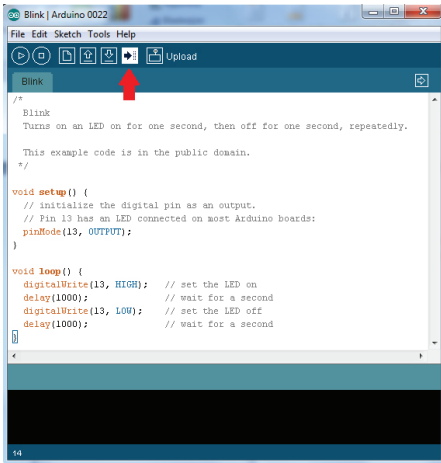 Blink | Arduino 0022
File Edit Sketch Tools Help
Upload
Blink
/*
  Blink
  Turns on an LED on for one second, then off for one second, repeatedly.

  This example code is in the public domain.
 */

void setup() {
  // initialize the digital pin as an output.
  // Pin 13 has an LED connected on most Arduino boards:
  pinMode(13, OUTPUT);
}

void loop() {
  digitalWrite(13, HIGH);   // set the LED on
  delay(1000);              // wait for a second
  digitalWrite(13, LOW);    // set the LED off
  delay(1000);              // wait for a second
}
14